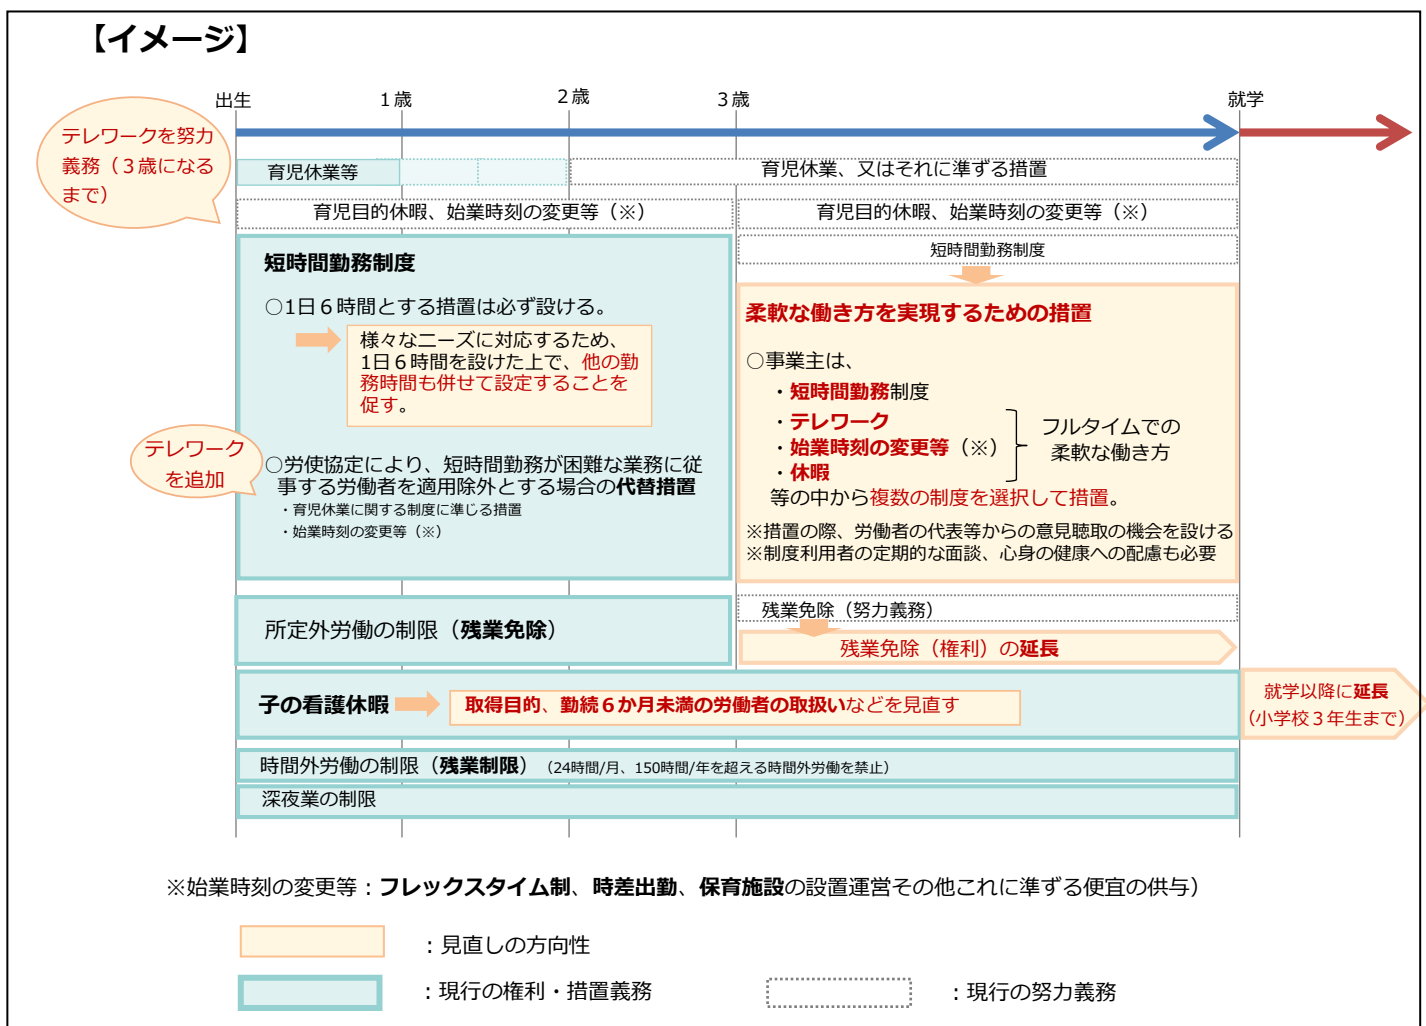 【イメージ】
出生
1歳
2歳
3歳
就学
テレワークを努力
義務（３歳になる
まで）
育児休業等
育児休業、又はそれに準ずる措置
育児目的休暇、始業時刻の変更等（※）
育児目的休暇、始業時刻の変更等（※）
短時間勤務制度
短時間勤務制度
○1日６時間とする措置は必ず設ける。
様々なニーズに対応するため、
1日６時間を設けた上で、他の勤
務時間も併せて設定することを
促す。
テレワーク
を追加
○労使協定により、短時間勤務が困難な業務に従
事する労働者を適用除外とする場合の代替措置
・育児休業に関する制度に準じる措置
・始業時刻の変更等（※）
柔軟な働き方を実現するための措置
○事業主は、
・短時間勤務制度
・テレワーク
・始業時刻の変更等（※）
・休暇
フルタイムでの
柔軟な働き方
等の中から複数の制度を選択して措置。
※措置の際、労働者の代表等からの意見聴取の機会を設ける
※制度利用者の定期的な面談、心身の健康への配慮も必要
所定外労働の制限（残業免除）
残業免除（努力義務）
残業免除（権利）の延長
子の看護休暇
取得目的、勤続６か月未満の労働者の取扱いなどを見直す
就学以降に延長
（小学校３年生まで）
時間外労働の制限（残業制限）（24時間/月、150時間/年を超える時間外労働を禁止）
深夜業の制限
※始業時刻の変更等：フレックスタイム制、時差出勤、保育施設の設置運営その他これに準ずる便宜の供与）
：見直しの方向性
：現行の権利・措置義務
：現行の努力義務